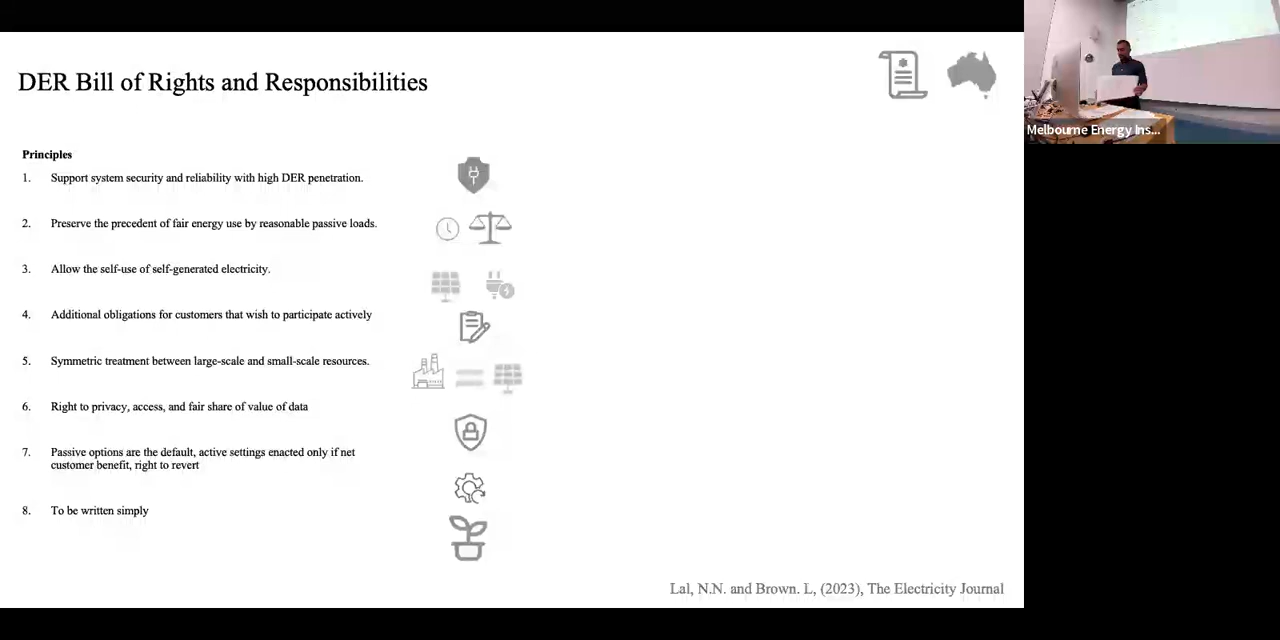 DER Bill of Rights and Responsibilities
Melbourne Energy Ins...
Principles
1. Support system security and reliability with high DER penetration.
2. Preserve the precedent of fair energy use by reasonable passive loads.
3. Allow the self-use of self-generated electricity.
4. Additional obligations for customers that wish to participate actively
5. Symmetric treatment between large-scale and small-scale resources.
6. Right to privacy, access, and fair share of value of data
7. Passive options are the default, active settings enacted only if net
customer benefit, right to revert
8. To be written simply
Lal, N.N. and Brown. L, (2023), The Electricity Journal